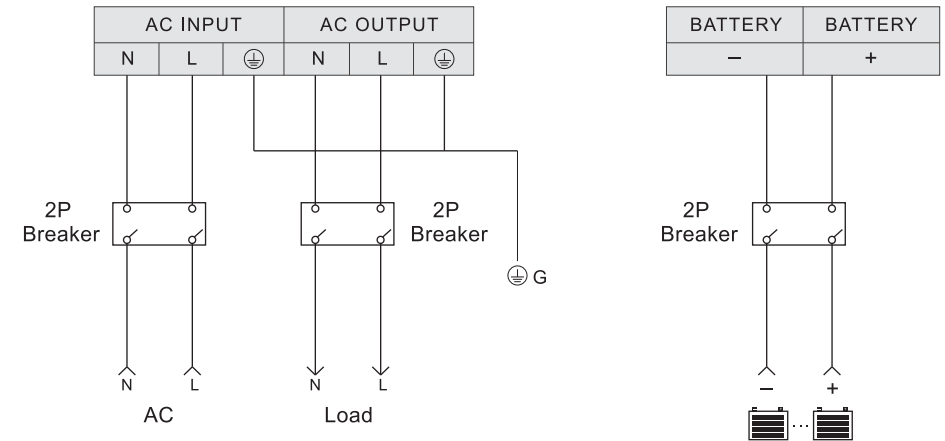 AC INPUT AC OUTPUT BATTERY BATTERY
N L N L − +
2P Breaker
2P Breaker
2P Breaker
G
N L N L − +
AC Load